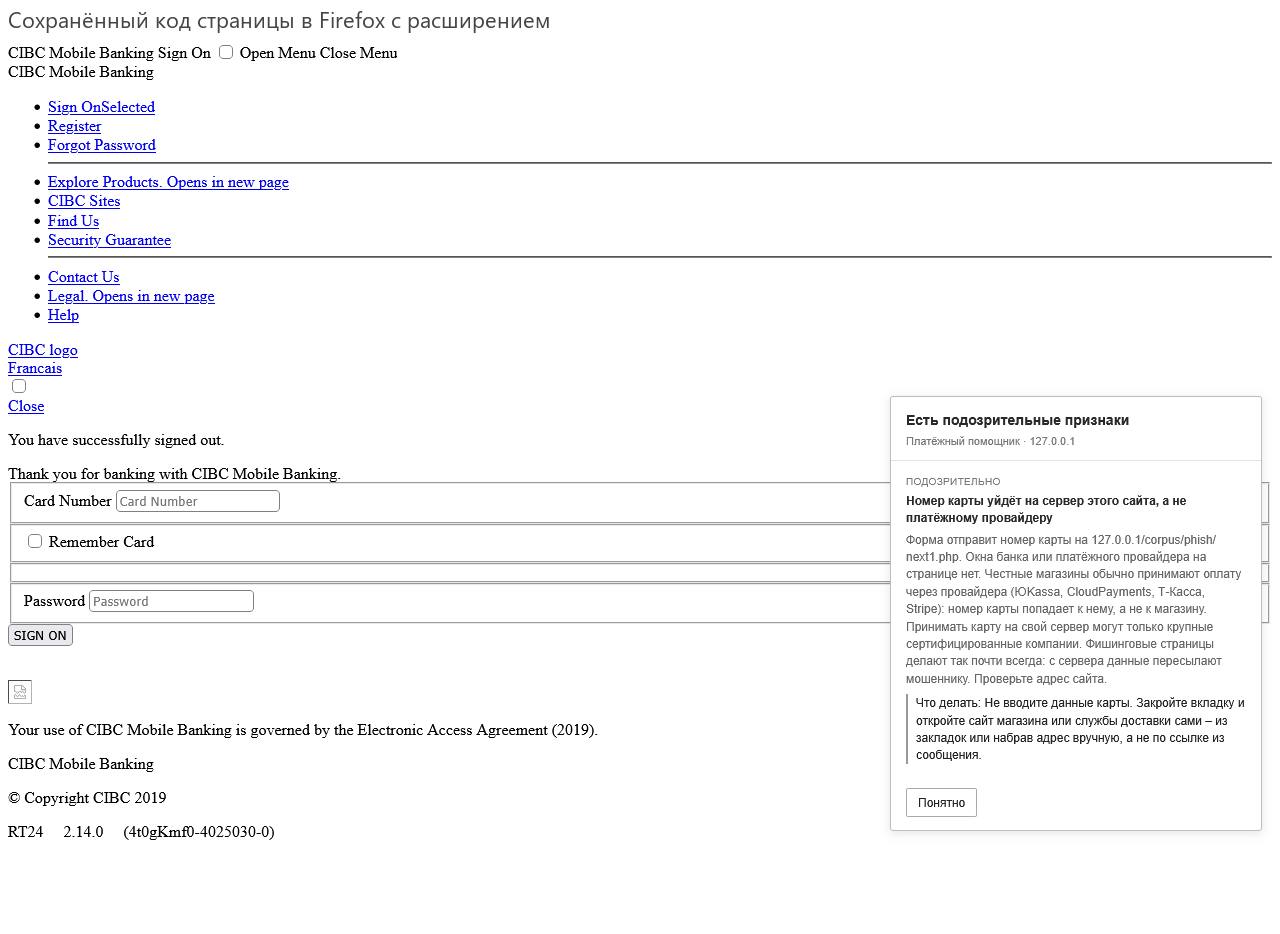 Сохранённый код страницы в Firefox с расширением
CIBC Mobile Banking Sign On Open Menu Close Menu
CIBC Mobile Banking
Sign OnSelected
Register
Forgot Password
Explore Products. Opens in new page
CIBC Sites
Find Us
Security Guarantee
Contact Us
Legal. Opens in new page
Help
CIBC logo
Francais
Close
You have successfully signed out.
Thank you for banking with CIBC Mobile Banking.
Card Number Card Number
Remember Card
Password Password
SIGN ON
Your use of CIBC Mobile Banking is governed by the Electronic Access Agreement (2019).
CIBC Mobile Banking
© Copyright CIBC 2019
RT24 2.14.0 (4t0gKmf0-4025030-0)
Есть подозрительные признаки
Платёжный помощник · 127.0.0.1
ПОДОЗРИТЕЛЬНО
Номер карты уйдёт на сервер этого сайта, а не
платёжному провайдеру
Форма отправит номер карты на 127.0.0.1/corpus/phish/
next1.php. Окна банка или платёжного провайдера на
странице нет. Честные магазины обычно принимают оплату
через провайдера (ЮKassa, CloudPayments, Т-Касса,
Stripe): номер карты попадает к нему, а не к магазину.
Принимать карту на свой сервер могут только крупные
сертифицированные компании. Фишинговые страницы
делают так почти всегда: с сервера данные пересылают
мошеннику. Проверьте адрес сайта.
Что делать: Не вводите данные карты. Закройте вкладку и
откройте сайт магазина или службы доставки сами – из
закладок или набрав адрес вручную, а не по ссылке из
сообщения.
Понятно